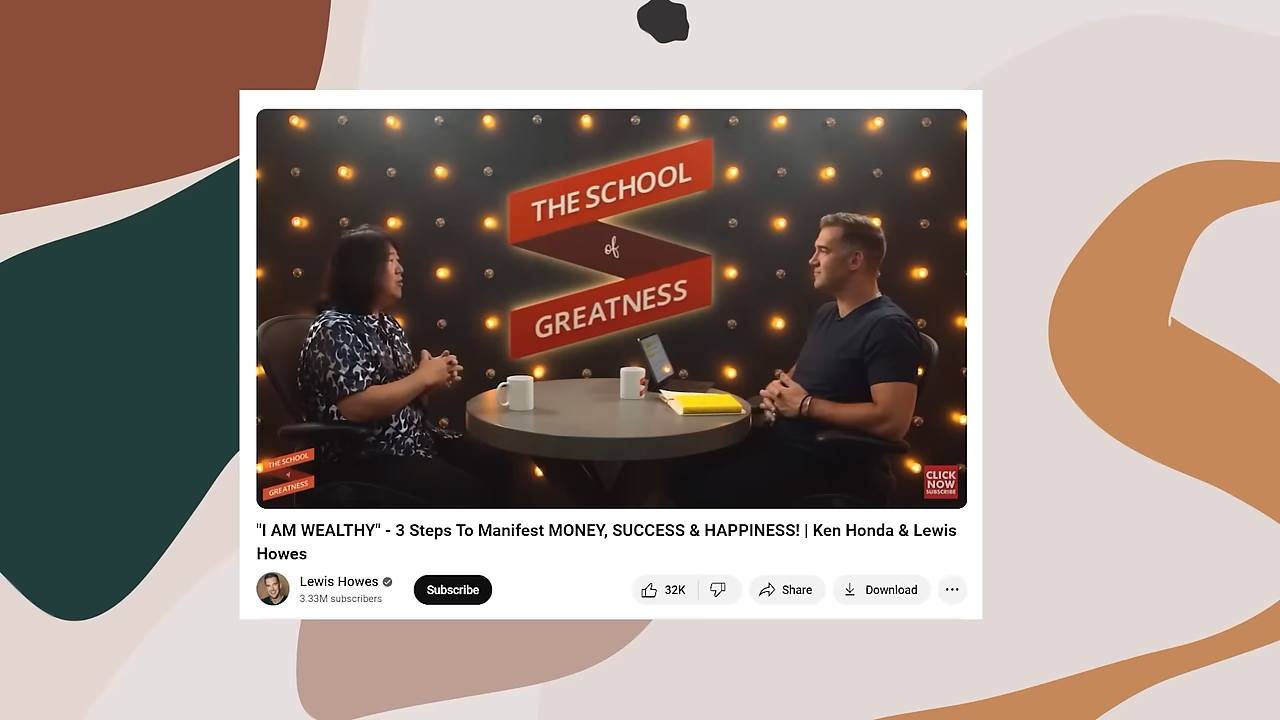 THE SCHOOL
of
GREATNESS
THE SCHOOL
GREATNESS
CLICK
NOW
SUBSCRIBE
"I AM WEALTHY" - 3 Steps To Manifest MONEY, SUCCESS & HAPPINESS! | Ken Honda & Lewis
Howes
Lewis Howes
3.33M subscribers
Subscribe
32K
Share
Download